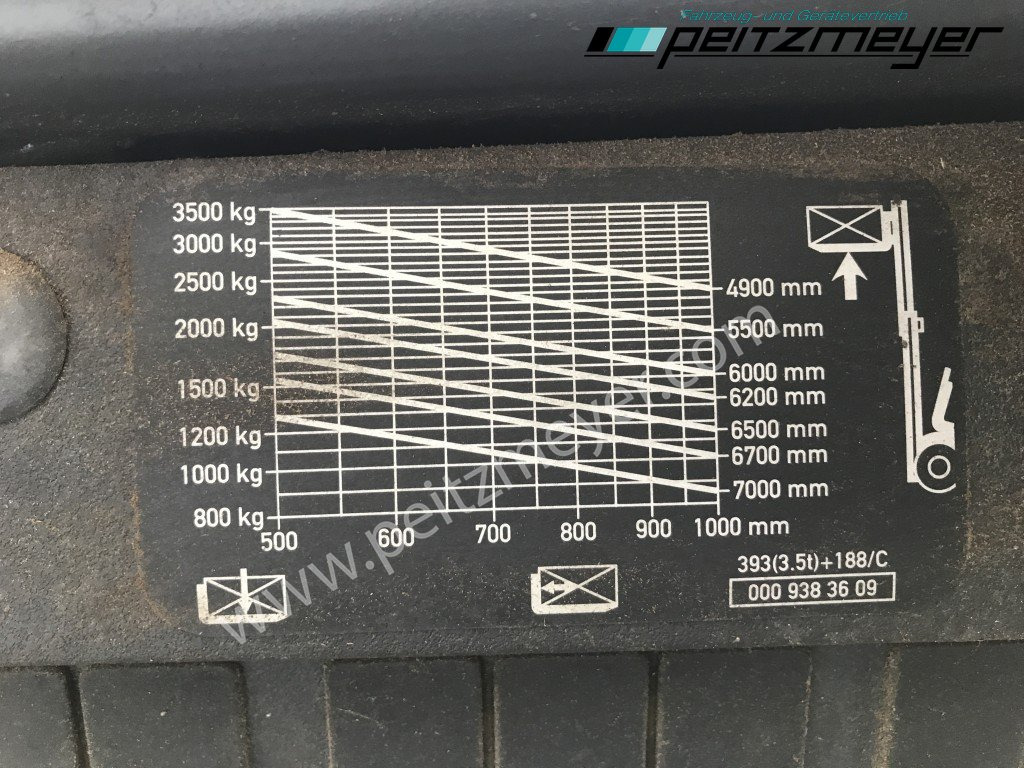 Fahrzeug- und Gerätevertrieb
peitzmeyer
3500 kg
3000 kg
2500 kg
2000 kg
1500 kg
1200 kg
1000 kg
800 kg
4900 mm
5500 mm
6000 mm
6200 mm
6500 mm
6700 mm
7000 mm
500 600 700 800 900 1000 mm
393(3.5t)+188/C
000 938 36 09
www.peitzmeyer.com